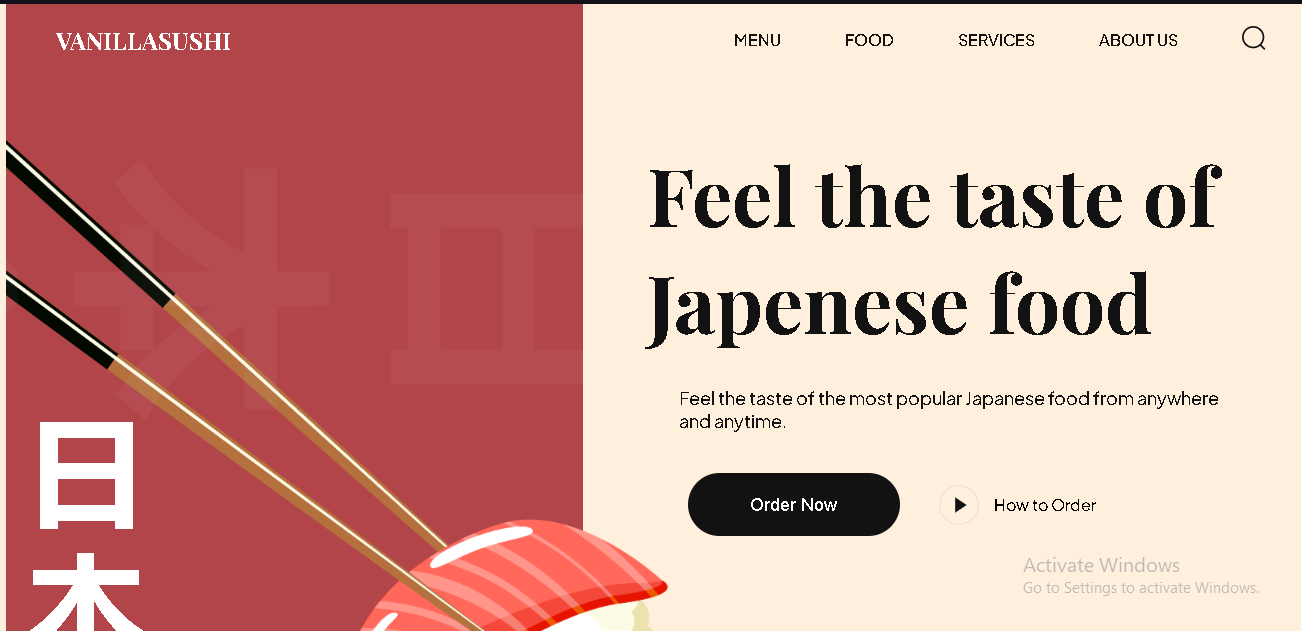 VANILLASUSHI
MENU FOOD SERVICES ABOUT US
Feel the taste of
Japenese food
Feel the taste of the most popular Japanese food from anywhere
and anytime.
Order Now How to Order
日
本
Activate Windows
Go to Settings to activate Windows.